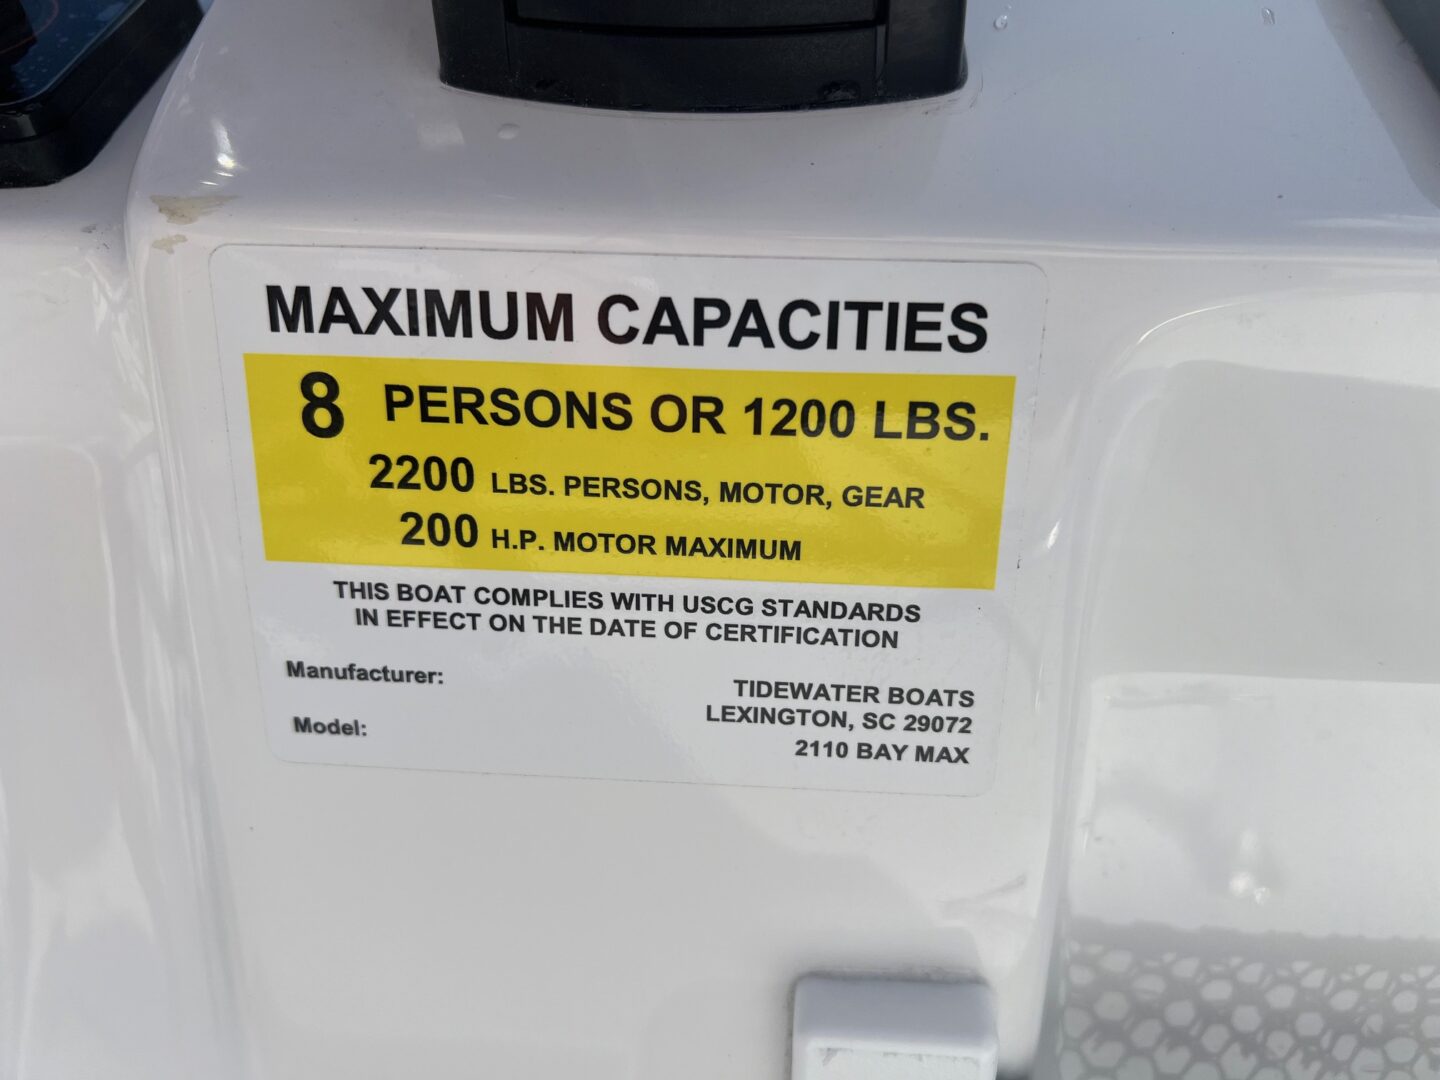 MAXIMUM CAPACITIES
8 PERSONS OR 1200 LBS.
2200 LBS. PERSONS, MOTOR, GEAR
200 H.P. MOTOR MAXIMUM
THIS BOAT COMPLIES WITH USCG STANDARDS
IN EFFECT ON THE DATE OF CERTIFICATION
Manufacturer: TIDEWATER BOATS
LEXINGTON, SC 29072
Model: 2110 BAY MAX